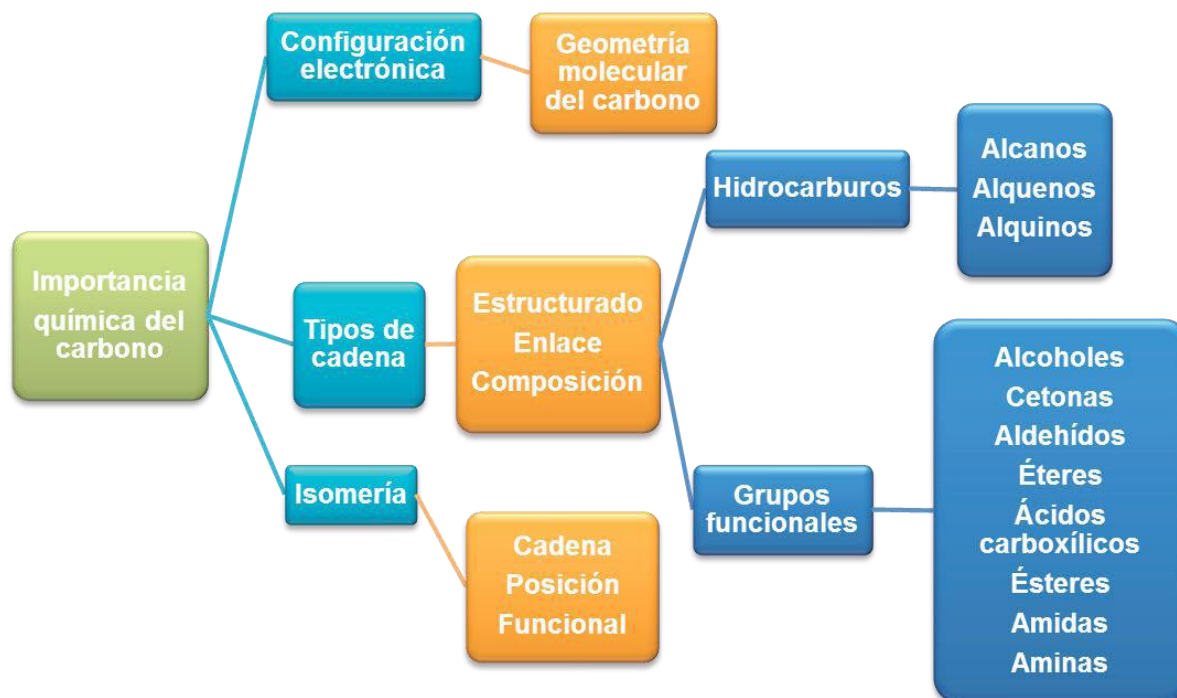 Importancia
química del
carbono
Configuración
electrónica
Geometría
molecular
del carbono
Tipos de
cadena
Estructurado
Enlace
Composición
Hidrocarburos
Alcanos
Alquenos
Alquinos
Grupos
funcionales
Alcoholes
Cetonas
Aldehídos
Éteres
Ácidos
carboxílicos
Ésteres
Amidas
Aminas
Isomería
Cadena
Posición
Funcional